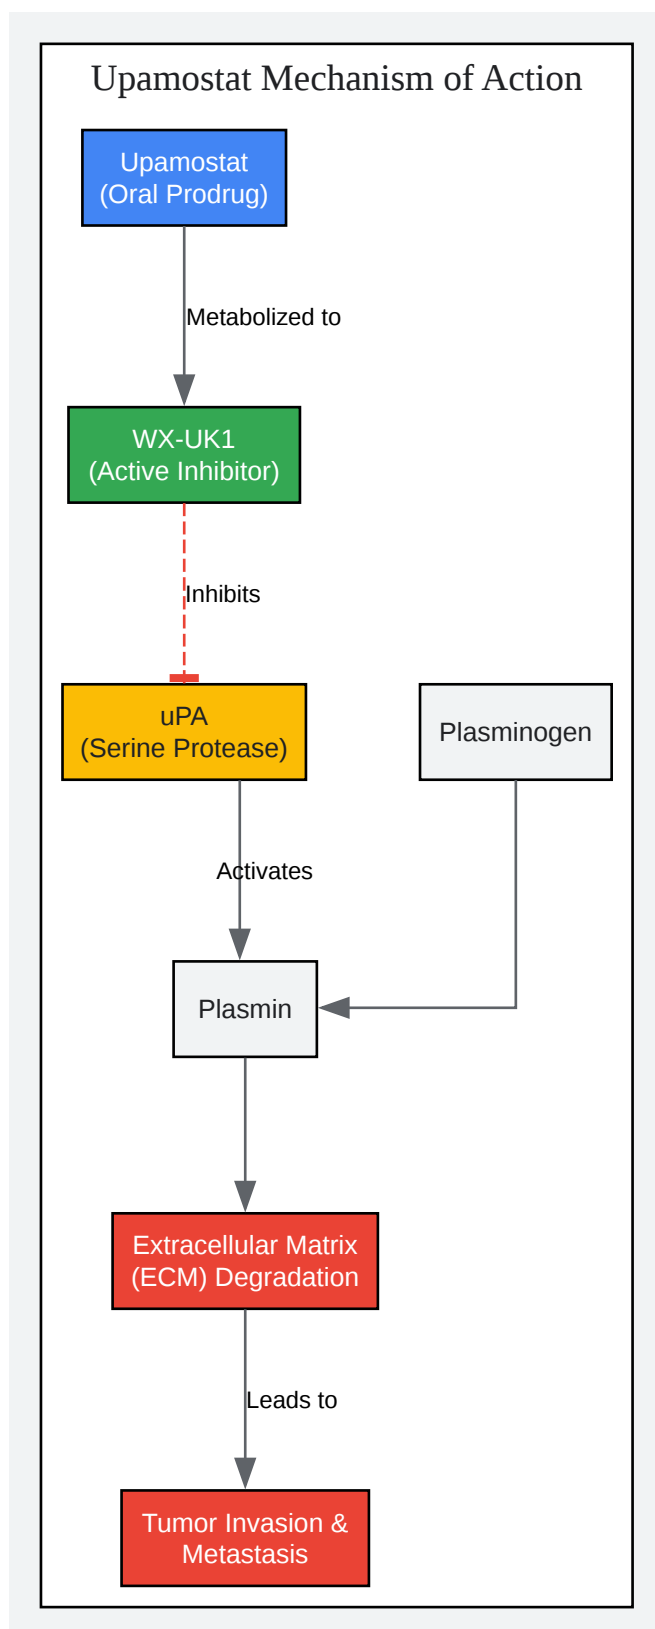 Upamostat Mechanism of Action
Upamostat
(Oral Prodrug)
Metabolized to
WX-UK1
(Active Inhibitor)
Inhibits
uPA
(Serine Protease)
Plasminogen
Activates
Plasmin
Extracellular Matrix
(ECM) Degradation
Leads to
Tumor Invasion &
Metastasis